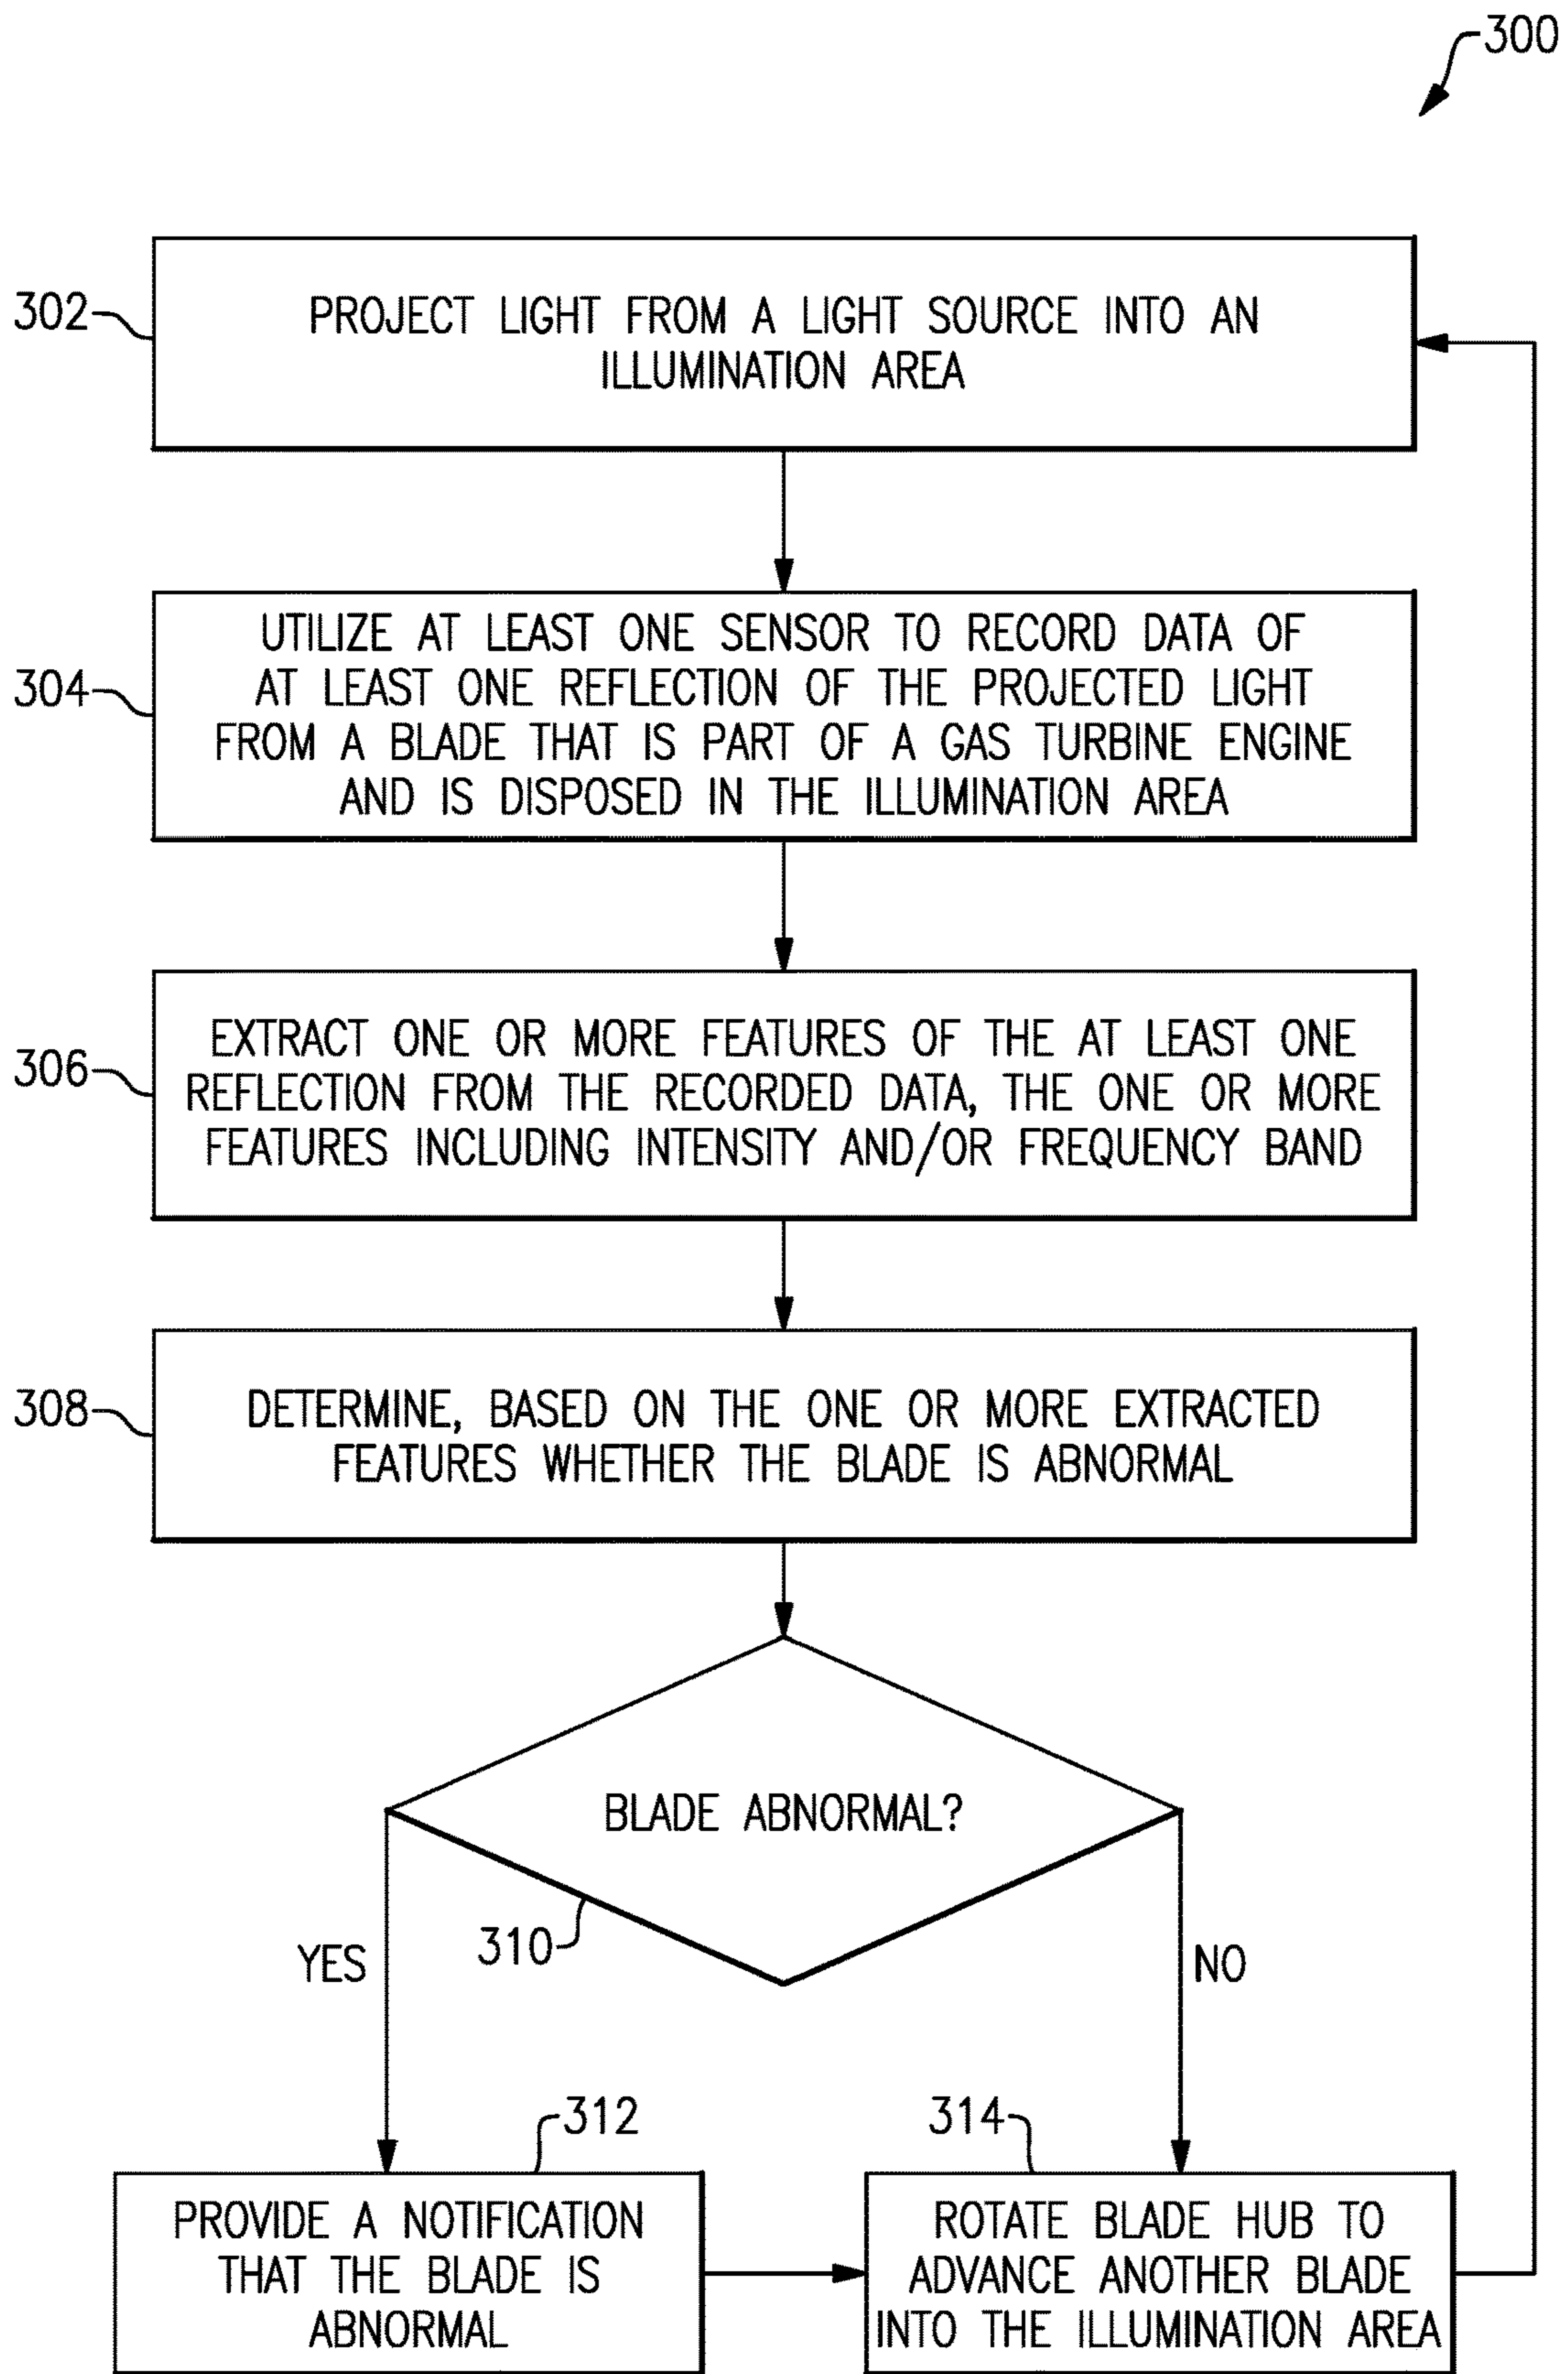 300
302
PROJECT LIGHT FROM A LIGHT SOURCE INTO AN
ILLUMINATION AREA
304
UTILIZE AT LEAST ONE SENSOR TO RECORD DATA OF
AT LEAST ONE REFLECTION OF THE PROJECTED LIGHT
FROM A BLADE THAT IS PART OF A GAS TURBINE ENGINE
AND IS DISPOSED IN THE ILLUMINATION AREA
306
EXTRACT ONE OR MORE FEATURES OF THE AT LEAST ONE
REFLECTION FROM THE RECORDED DATA, THE ONE OR MORE
FEATURES INCLUDING INTENSITY AND/OR FREQUENCY BAND
308
DETERMINE, BASED ON THE ONE OR MORE EXTRACTED
FEATURES WHETHER THE BLADE IS ABNORMAL
BLADE ABNORMAL?
310
YES
NO
312
PROVIDE A NOTIFICATION
THAT THE BLADE IS
ABNORMAL
314
ROTATE BLADE HUB TO
ADVANCE ANOTHER BLADE
INTO THE ILLUMINATION AREA